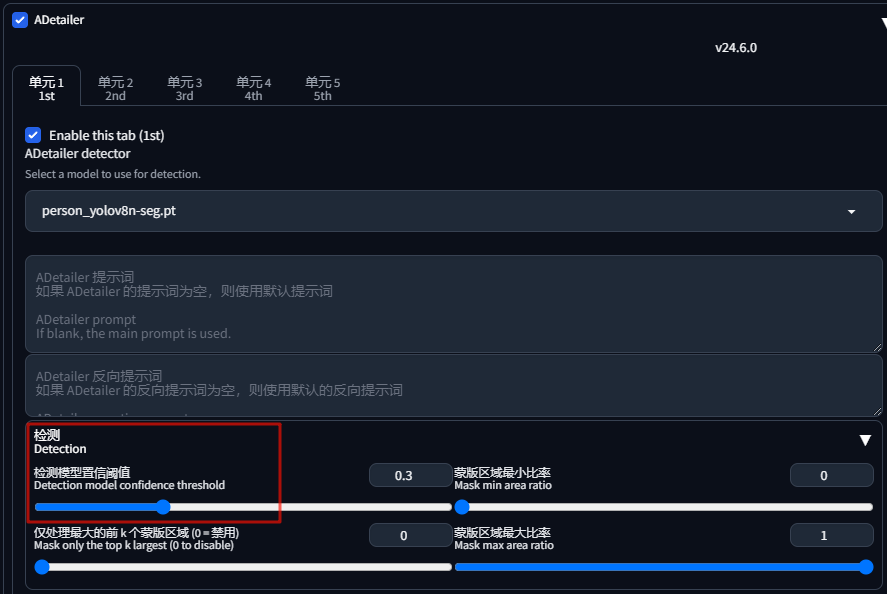 ADetailer
v24.6.0
单元 1 单元 2 单元 3 单元 4 单元 5
1st 2nd 3rd 4th 5th
Enable this tab (1st)
ADetailer detector
Select a model to use for detection.
person_yolov8n-seg.pt
ADetailer 提示词
如果 ADetailer 的提示词为空，则使用默认提示词
ADetailer prompt
If blank, the main prompt is used.
ADetailer 反向提示词
如果 ADetailer 的反向提示词为空，则使用默认的反向提示词
检测
Detection
检测模型置信阈值
Detection model confidence threshold
0.3
蒙版区域最小比率
Mask min area ratio
0
仅处理最大的前 k 个蒙版区域 (0 = 禁用)
Mask only the top k largest (0 to disable)
0
蒙版区域最大比率
Mask max area ratio
1